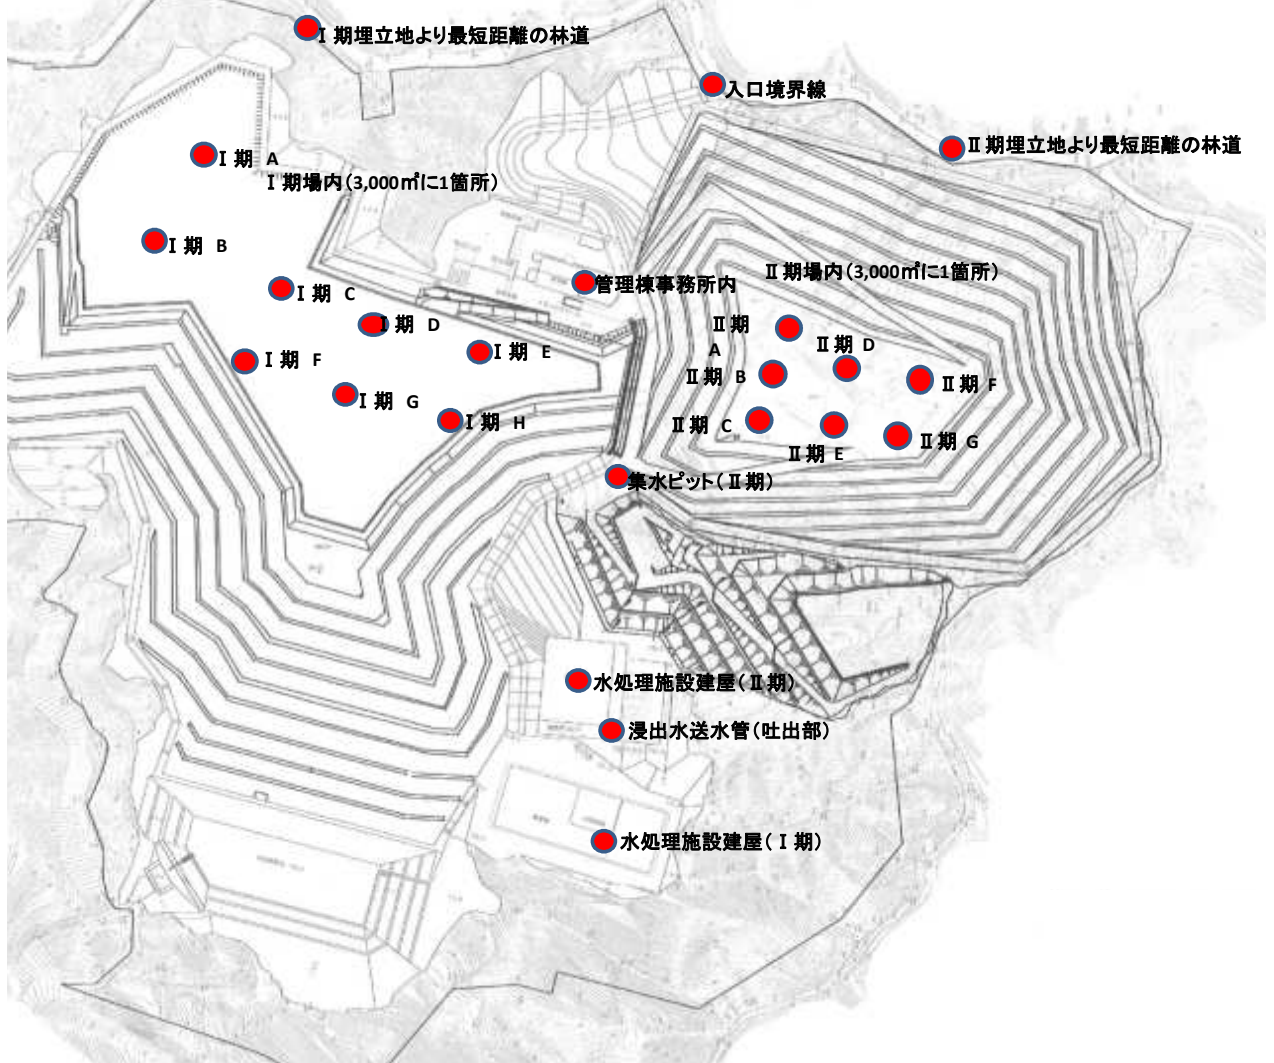 Ⅰ期埋立地より最短距離の林道
入口境界線
Ⅱ期埋立地より最短距離の林道
Ⅰ期 A
Ⅰ期場内（3,000㎡に1箇所）
Ⅰ期 B
Ⅱ期場内（3,000㎡に1箇所）
管理棟事務所内
Ⅰ期 C
Ⅰ期 D
Ⅱ期
A
Ⅱ期 D
Ⅰ期 E
Ⅰ期 F
Ⅱ期 B
Ⅱ期 F
Ⅰ期 G
Ⅰ期 H
Ⅱ期 C
Ⅱ期 E
Ⅱ期 G
集水ピット（Ⅱ期）
水処理施設建屋（Ⅱ期）
浸出水送水管（吐出部）
水処理施設建屋（Ⅰ期）